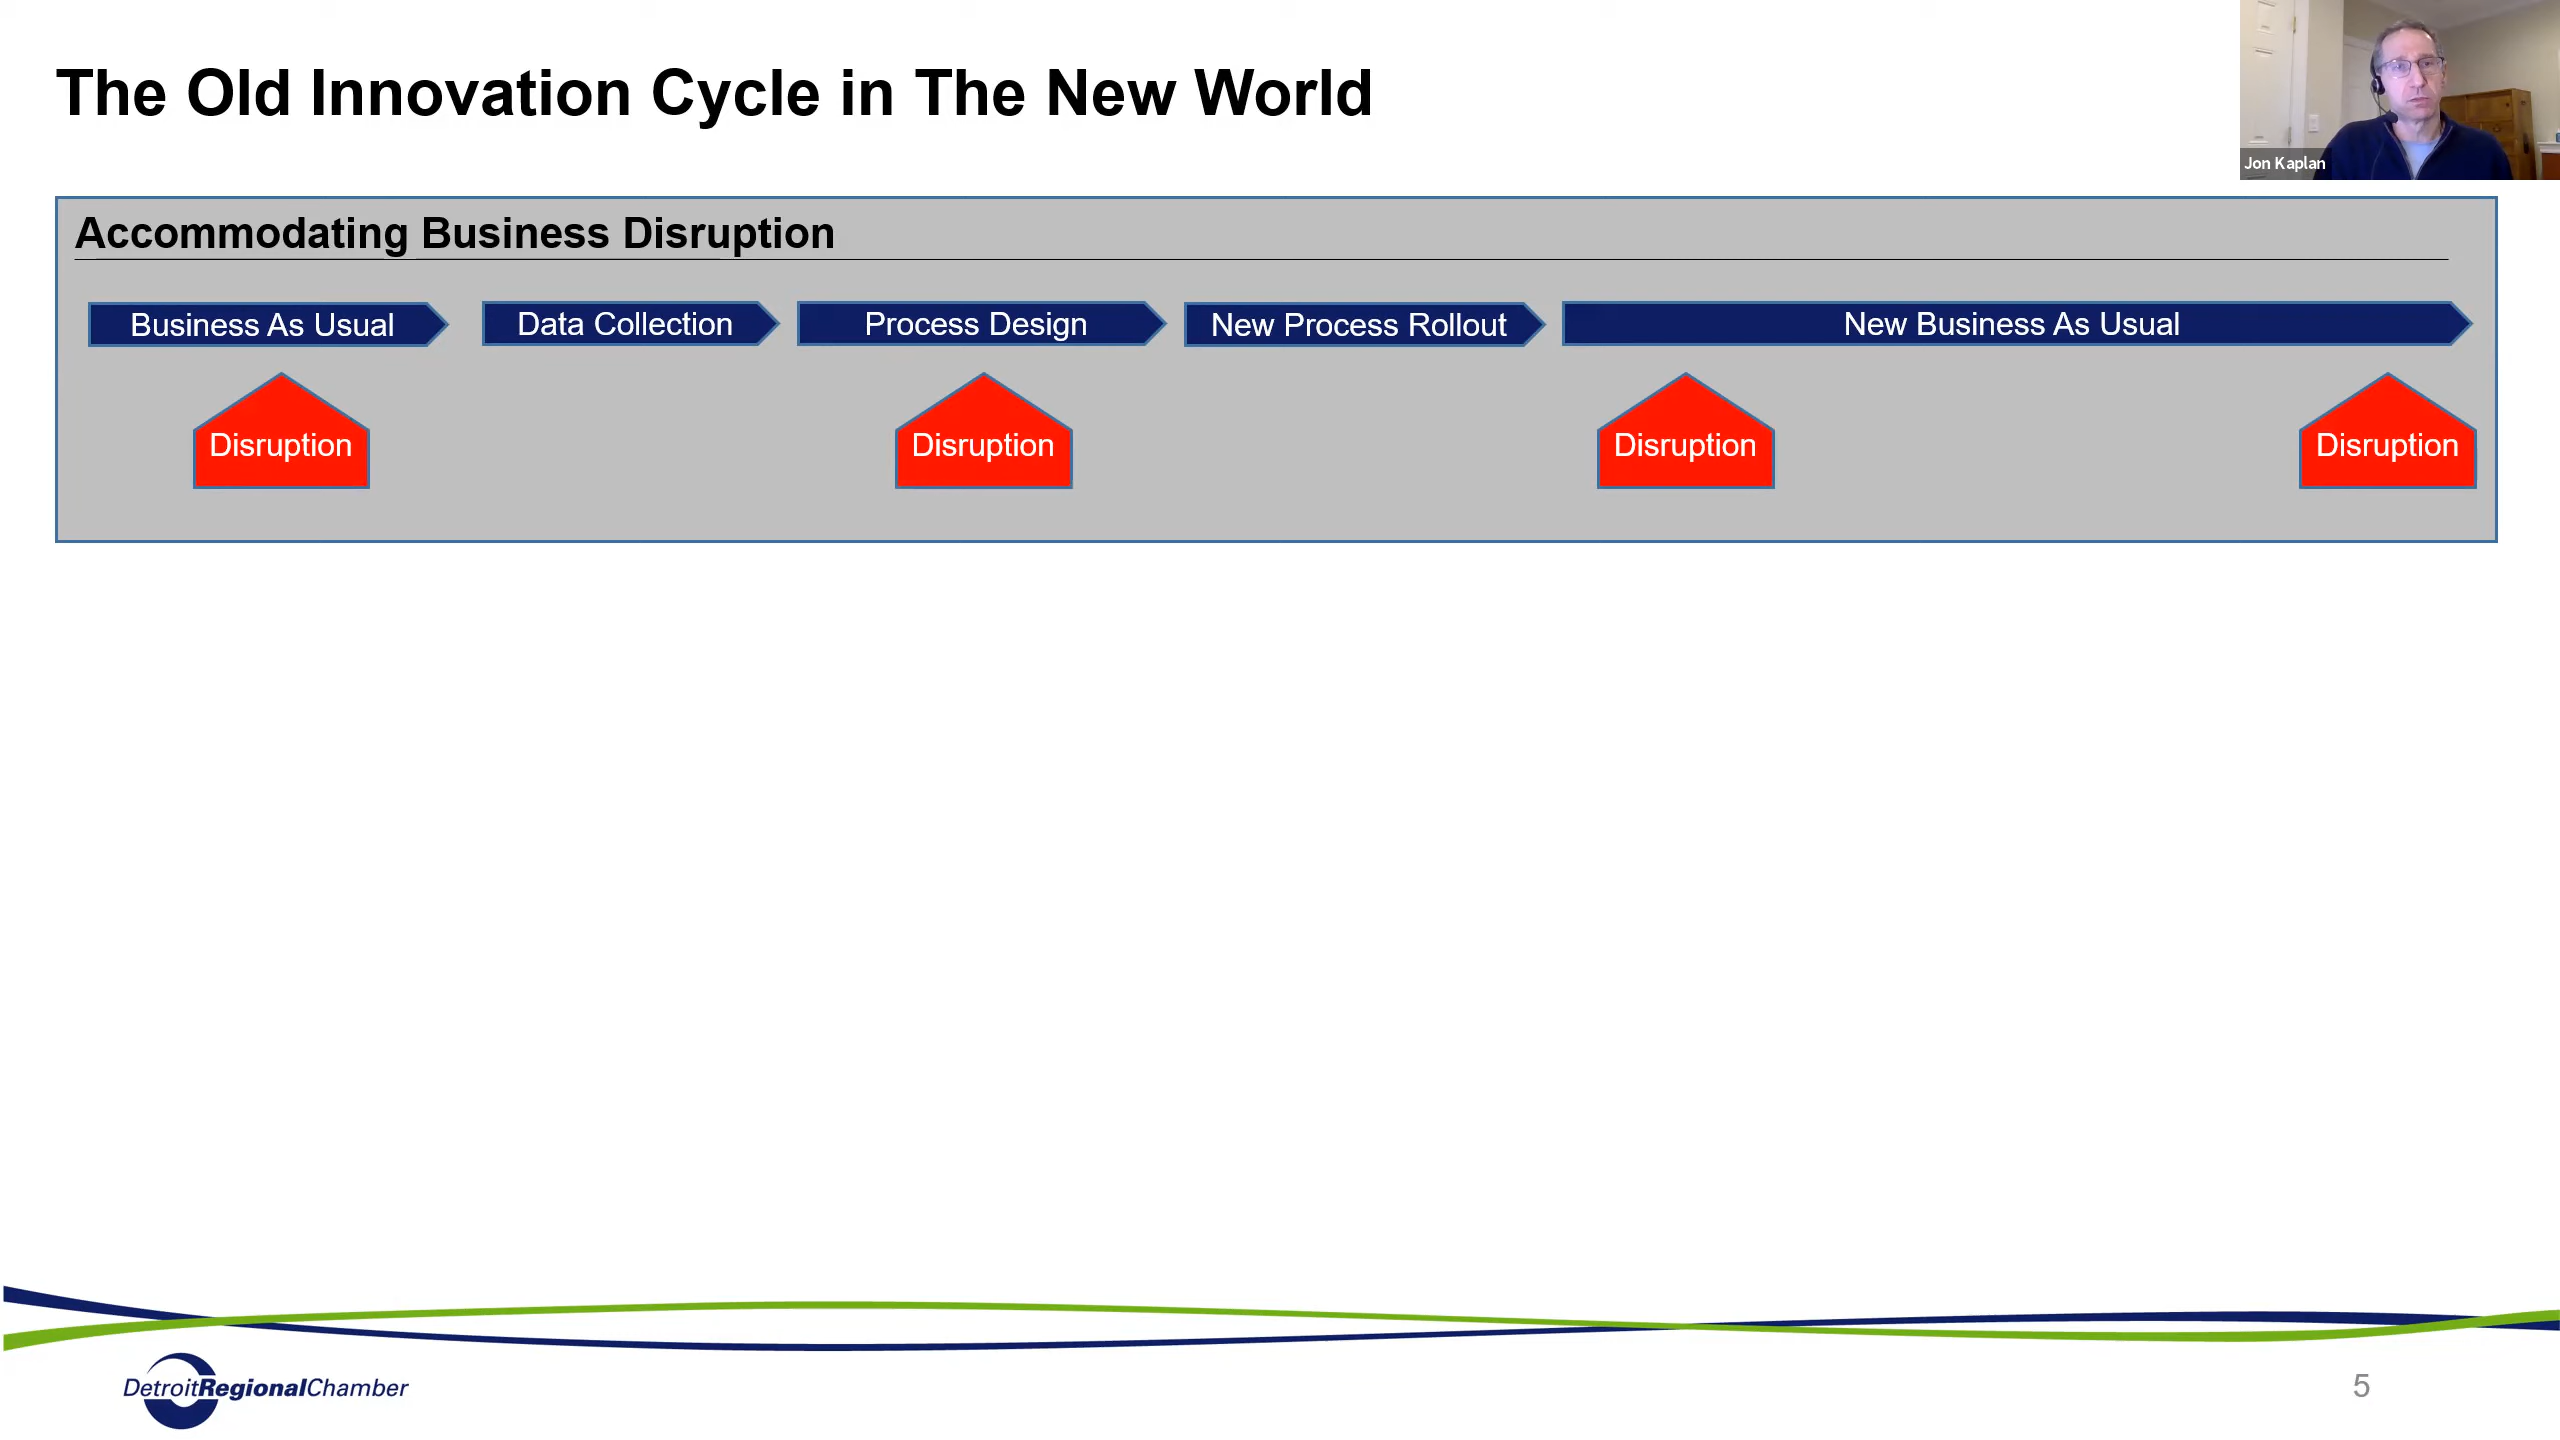 The Old Innovation Cycle in The New World
Jon Kaplan
Accommodating Business Disruption
Business As Usual
Data Collection
Process Design
New Process Rollout
New Business As Usual
Disruption
Disruption
Disruption
Disruption
DetroitRegionalChamber
5